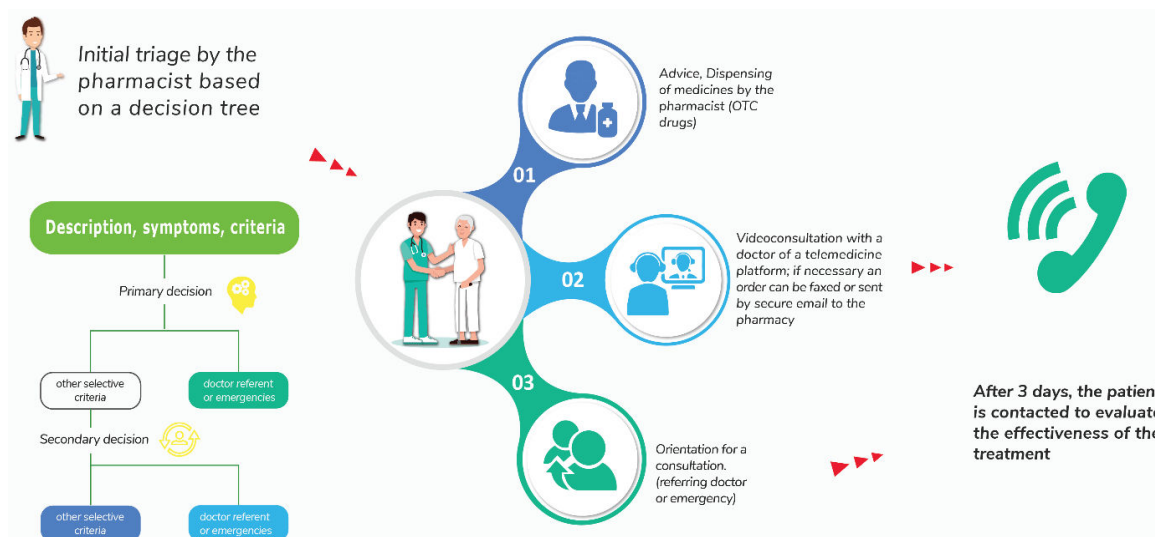 Initial triage by the
pharmacist based
on a decision tree
Description, symptoms, criteria
Primary decision
other selective
criteria
doctor referent
or emergencies
Secondary decision
other selective
criteria
doctor referent
or emergencies
01
Advice, Dispensing
of medicines by the
pharmacist (OTC
drugs)
02
Videoconsultation with a
doctor of a telemedicine
platform; if necessary an
order can be faxed or sent
by secure email to the
pharmacy
03
Orientation for a
consultation.
(referring doctor
or emergency)
After 3 days, the patien
is contacted to evaluate
the effectiveness of the
treatment